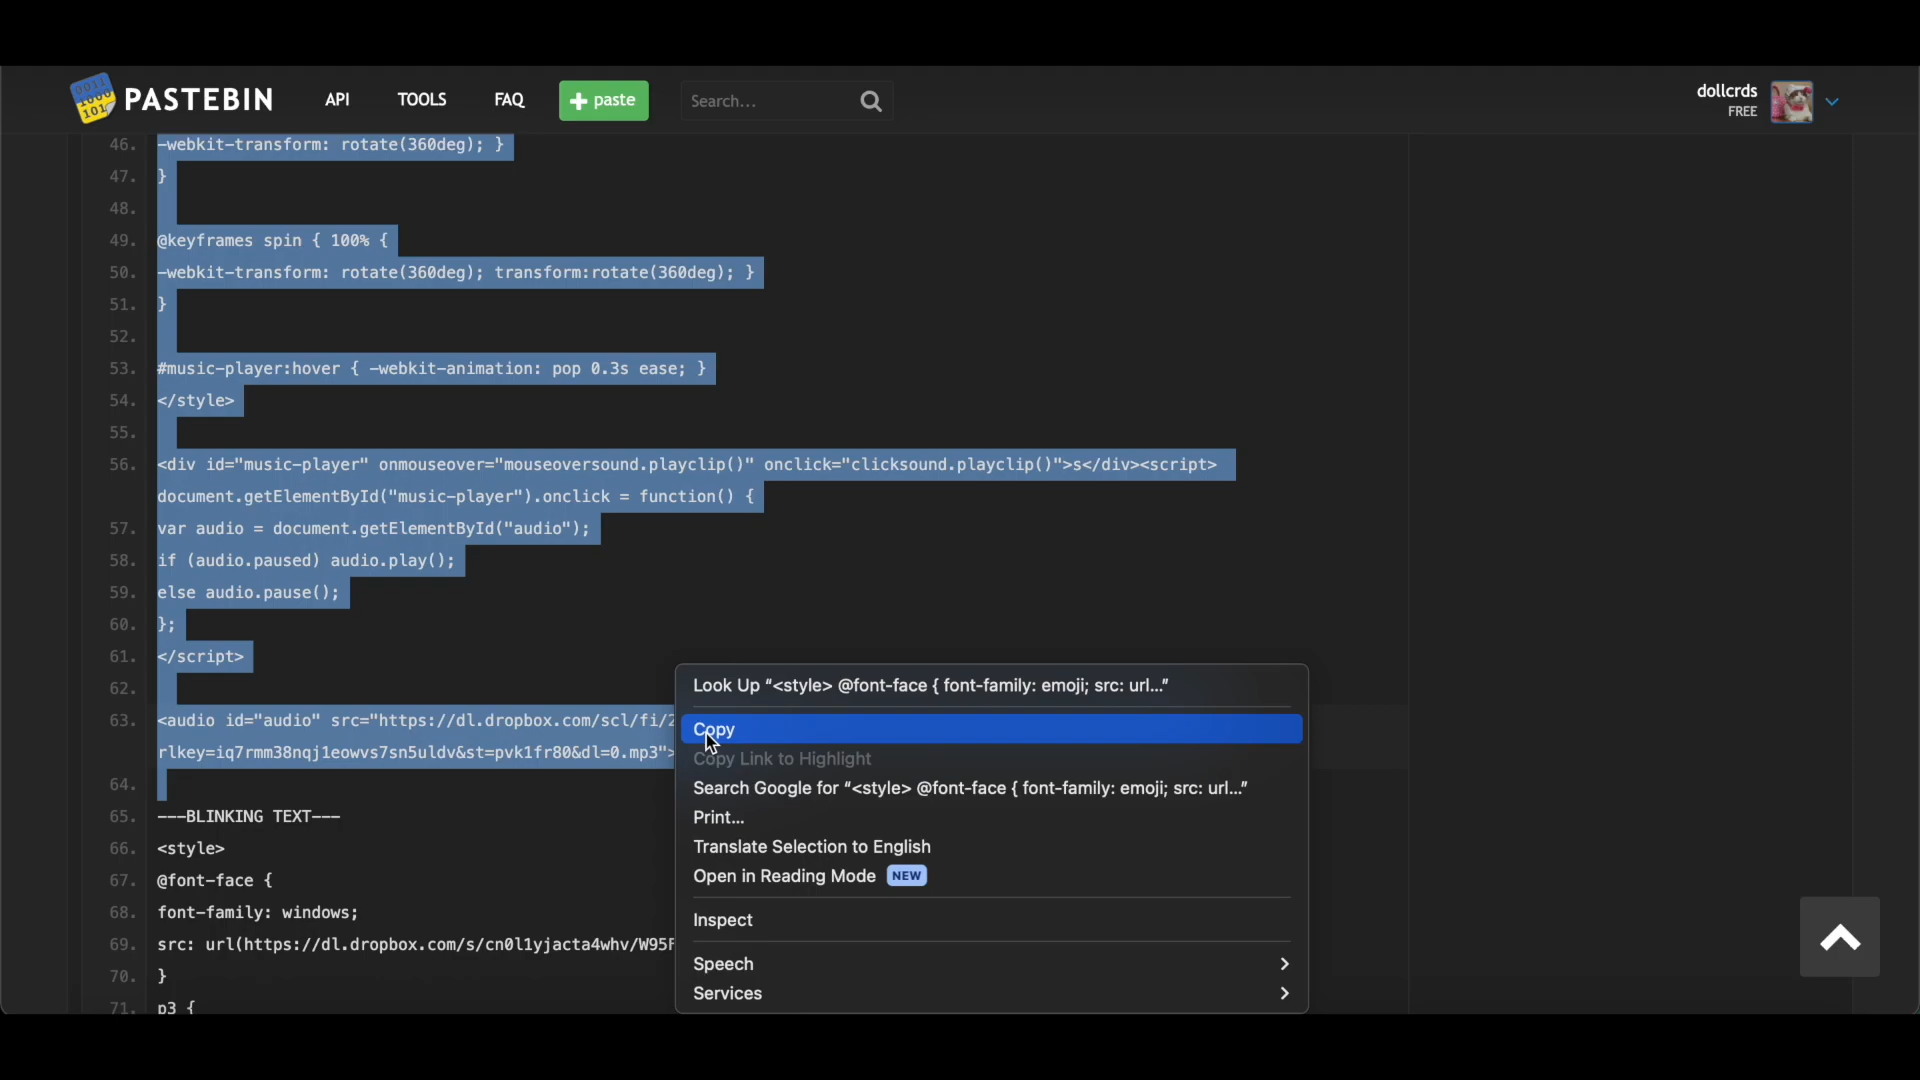 PASTEBIN
API
TOOLS
FAQ
paste
Search...
dollcrds
FREE
46. -webkit-transform: rotate(360deg); }
47. }
48.
49. @keyframes spin { 100% {
50. -webkit-transform: rotate(360deg); transform:rotate(360deg); }
51. }
52.
53. #music-player:hover { -webkit-animation: pop 0.3s ease; }
54. </style>
55.
56. <div id="music-player" onmouseover="mouseoversound.playclip()" onclick="clicksound.playclip()">s</div><script>
document.getElementById("music-player").onclick = function() {
57. var audio = document.getElementById("audio");
58. if (audio.paused) audio.play();
59. else audio.pause();
60. };
61. </script>
62.
63. <audio id="audio" src="https://dl.dropbox.com/scl/fi/2
rlkey=iq7rmm38nqj1eowvs7sn5uldv&st=pvk1fr80&dl=0.mp3">
64.
65. ---BLINKING TEXT---
66. <style>
67. @font-face {
68. font-family: windows;
69. src: url(https://dl.dropbox.com/s/cn0l1yjacta4whv/W95F
70. }
71. p3 {
Look Up “<style> @font-face { font-family: emoji; src: url...”
Copy
Copy Link to Highlight
Search Google for “<style> @font-face { font-family: emoji; src: url...”
Print...
Translate Selection to English
Open in Reading Mode NEW
Inspect
Speech
Services